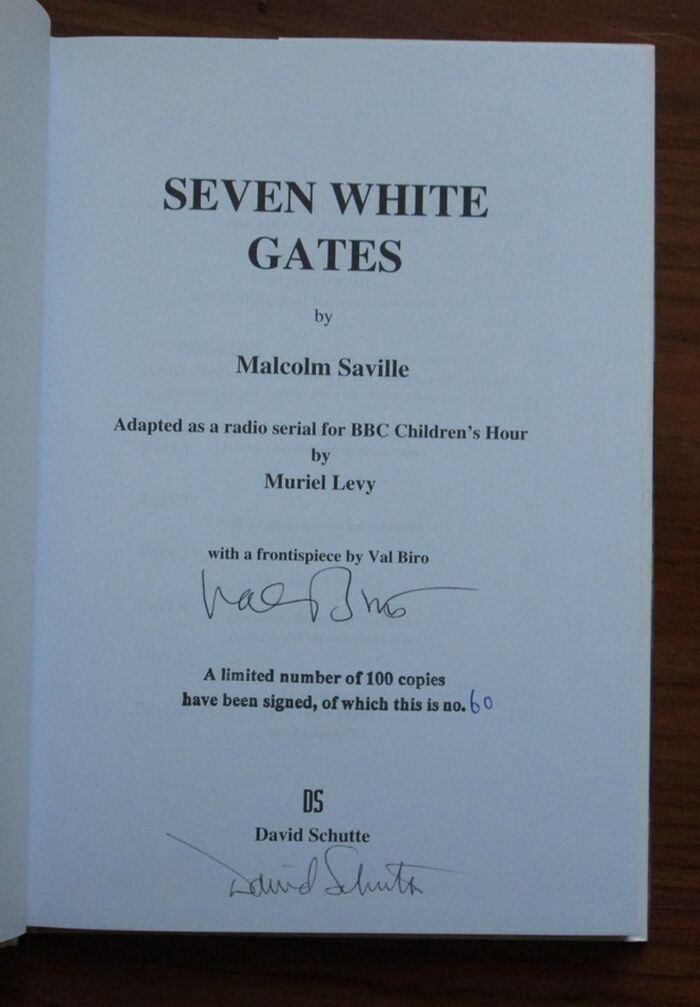 SEVEN WHITE
GATES
by
Malcolm Saville
Adapted as a radio serial for BBC Children's Hour
by
Muriel Levy
with a frontispiece by Val Biro
Val Biro
A limited number of 100 copies
have been signed, of which this is no. 60
DS
David Schutte
David Schutte